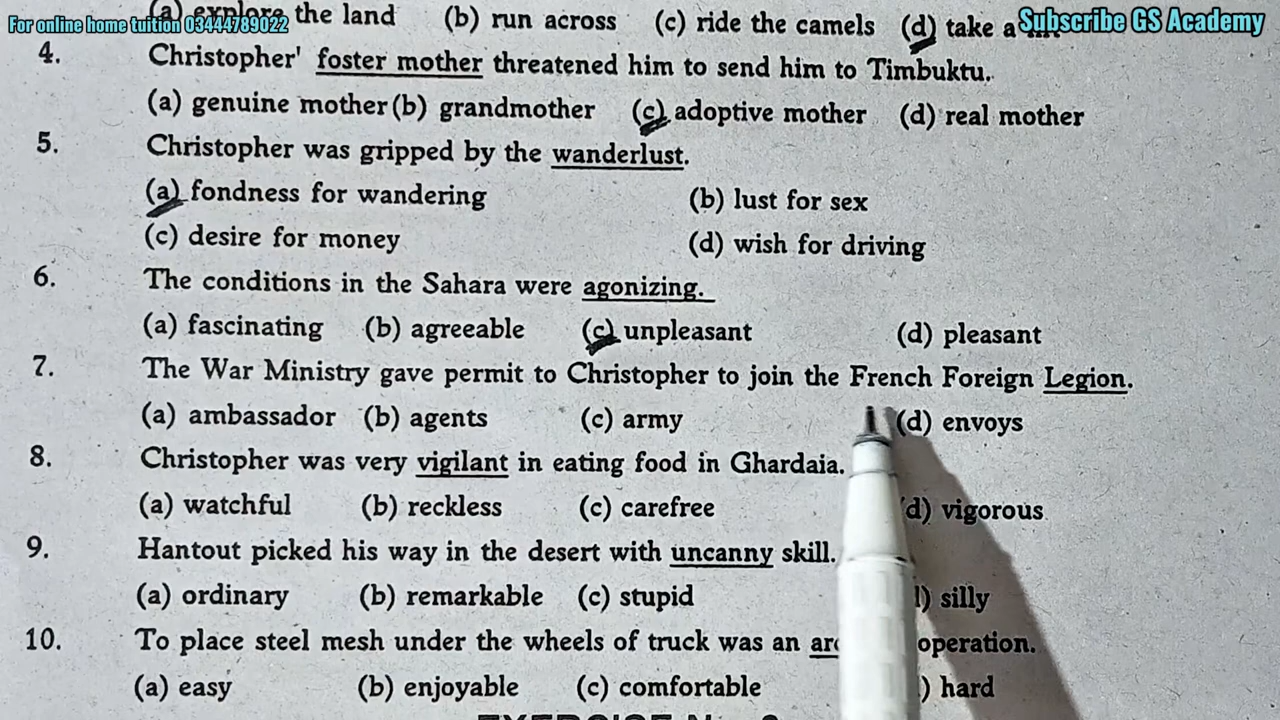 (a) explore the land (b) run across (c) ride the camels (d) take a
For online home tuition 03444789022 Subscribe GS Academy
4. Christopher' foster mother threatened him to send him to Timbuktu.
(a) genuine mother (b) grandmother (c) adoptive mother (d) real mother
5. Christopher was gripped by the wanderlust.
(a) fondness for wandering (b) lust for sex
(c) desire for money (d) wish for driving
6. The conditions in the Sahara were agonizing.
(a) fascinating (b) agreeable (c) unpleasant (d) pleasant
7. The War Ministry gave permit to Christopher to join the French Foreign Legion.
(a) ambassador (b) agents (c) army (d) envoys
8. Christopher was very vigilant in eating food in Ghardaia.
(a) watchful (b) reckless (c) carefree (d) vigorous
9. Hantout picked his way in the desert with uncanny skill.
(a) ordinary (b) remarkable (c) stupid silly
10. To place steel mesh under the wheels of truck was an operation.
(a) easy (b) enjoyable (c) comfortable hard